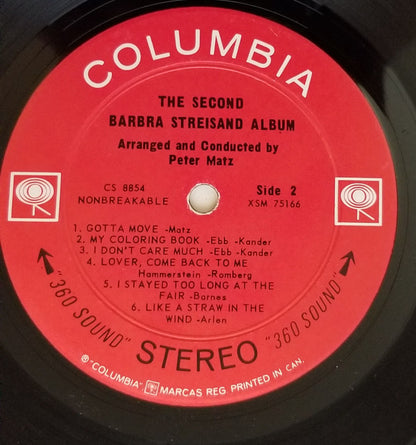 COLUMBIA
THE SECOND
BARBRA STREISAND ALBUM
Arranged and Conducted by
Peter Matz
CS 8854
NONBREAKABLE
Side 2
XSM 75166
1. GOTTA MOVE -Matz
2. MY COLORING BOOK -Ebb -Kander
3. I DON'T CARE MUCH -Ebb -Kander
4. LOVER, COME BACK TO ME
Hammerstein -Romberg
5. I STAYED TOO LONG AT THE
FAIR -Barnes
6. LIKE A STRAW IN THE
WIND -Arlen
"360 SOUND" STEREO "360 SOUND"
® "COLUMBIA" MARCAS REG. PRINTED IN CAN.